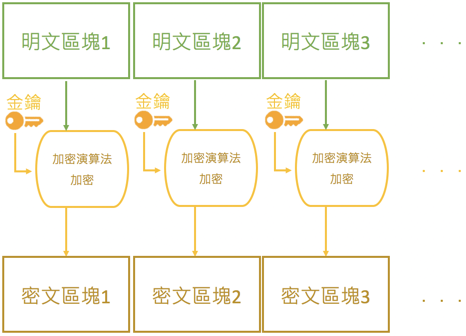 明文區塊1
明文區塊2
明文區塊3
. . .
金鑰
金鑰
金鑰
加密演算法
加密
加密演算法
加密
加密演算法
加密
. . .
密文區塊1
密文區塊2
密文區塊3
. . .